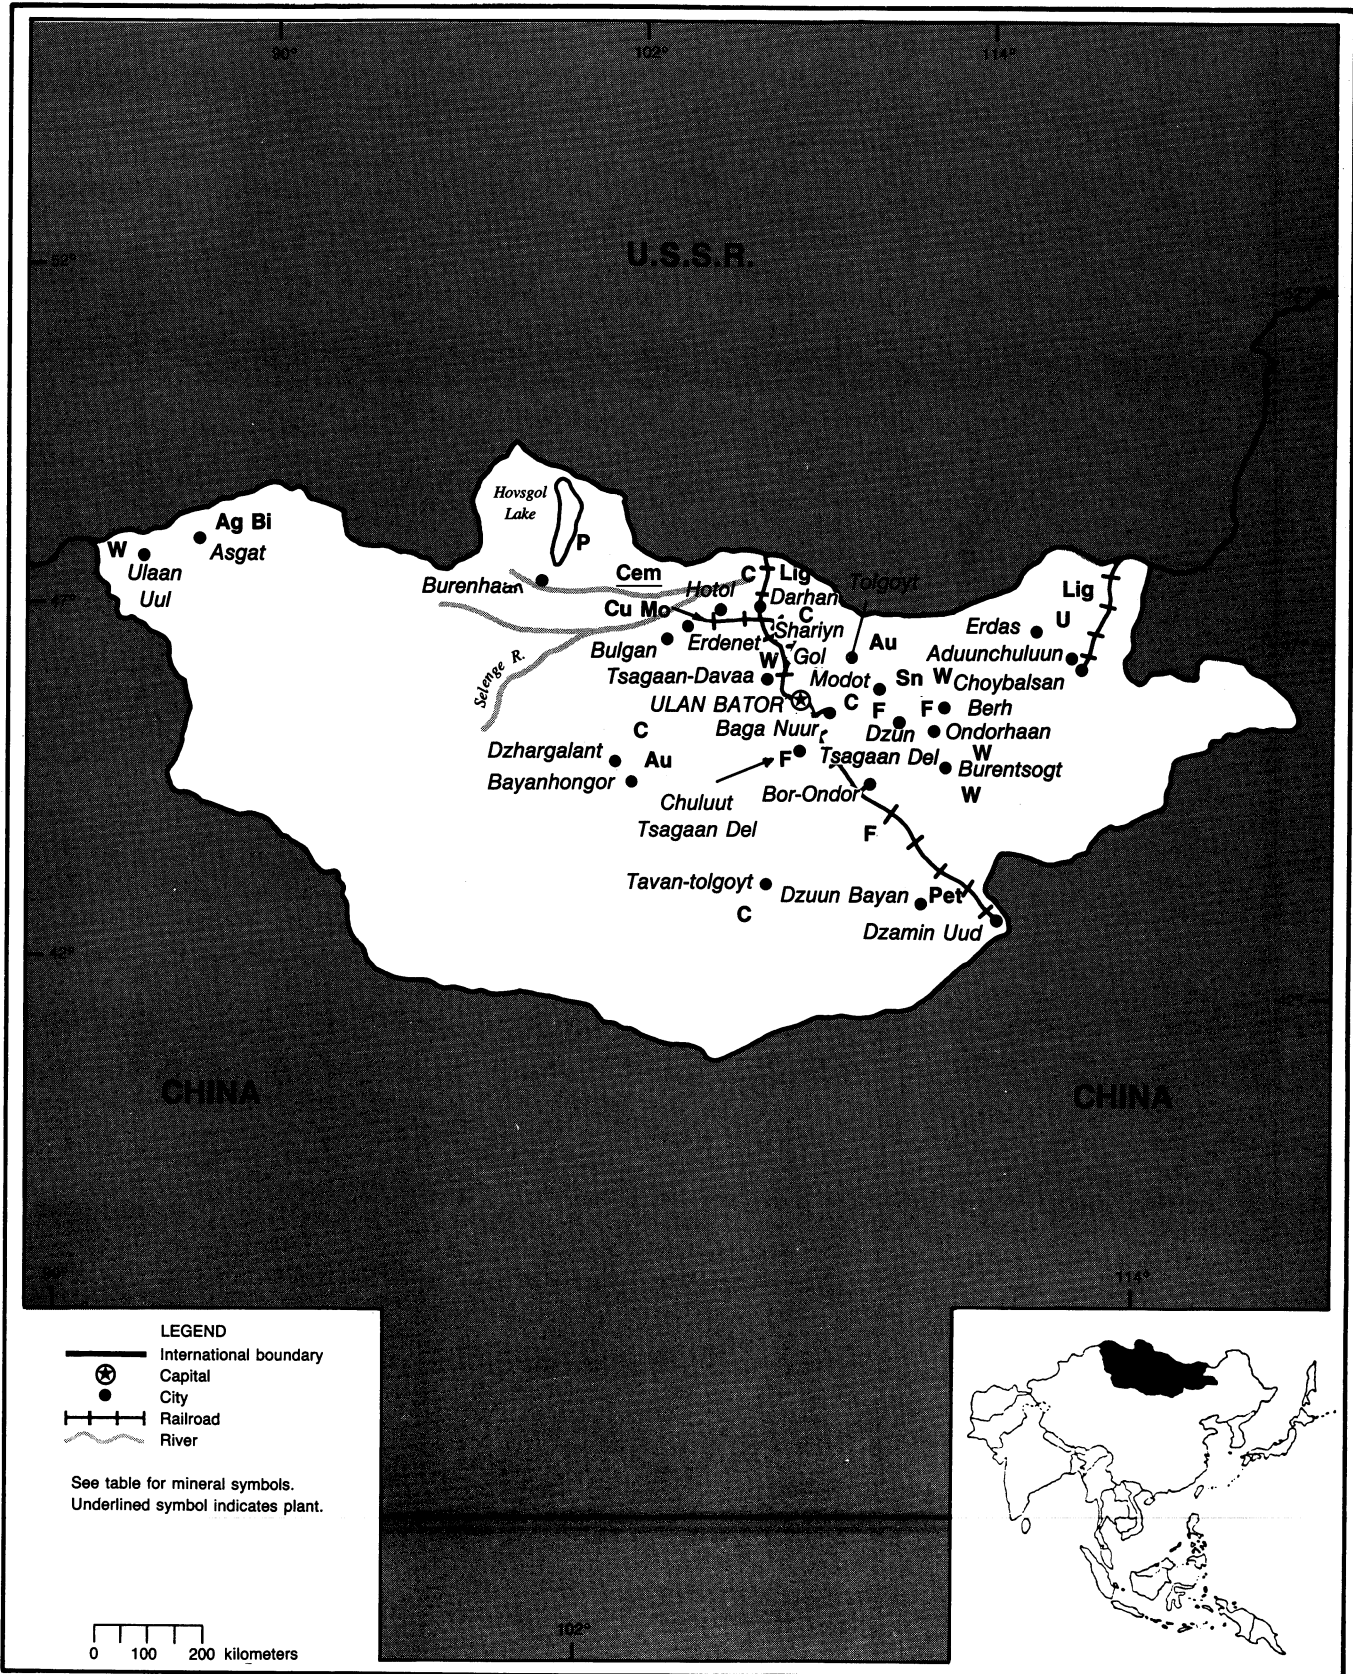 90°
102°
114°
U.S.S.R.
52°
Hovsgol
Lake
Ag Bi
Asgat
W
Ulaan
Uul
P
Cem
C
Lig
Tolgoyt
Burenhaan
Hotol
Darhan
Lig
47°
Cu Mo
C
U
Erdas
Shariyn
Au
Erdenet
Bulgan
Gol
Aduunchuluun
W
Selenge R.
Tsagaan-Davaa
Modot
Sn
W
Choybalsan
ULAN BATOR
C
F
F
Berh
Baga Nuur
Dzun
Ondorhaan
C
Dzhargalant
Au
F
Tsagaan Del
W
Burentsogt
Bayanhongor
Chuluut
Tsagaan Del
Bor-Ondor
W
F
Tavan-tolgoyt
Dzuun Bayan
Pet
C
Dzamin Uud
42°
CHINA
CHINA
114°
LEGEND
International boundary
Capital
City
Railroad
River
See table for mineral symbols.
Underlined symbol indicates plant.
0 100 200 kilometers
102°